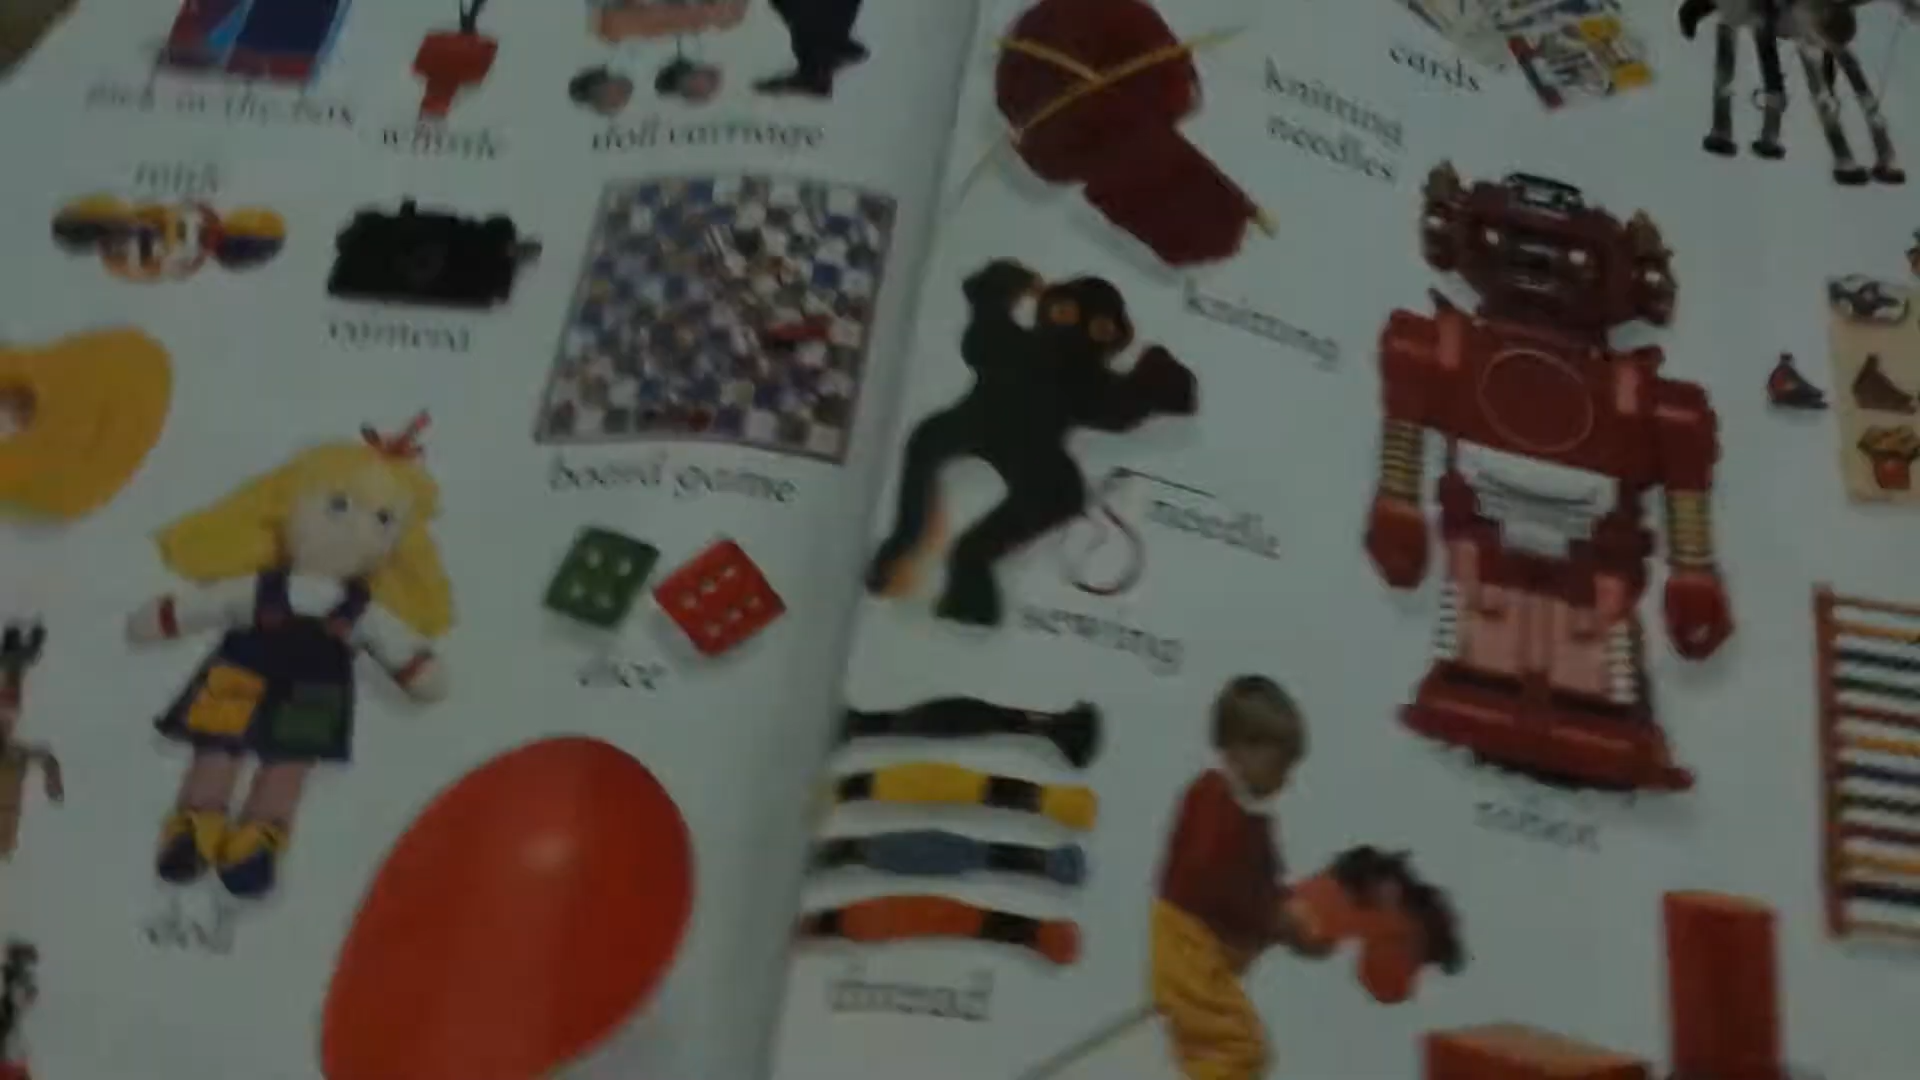 jack-in-the-box
whistle
doll carriage
camera
board game
dice
doll
cards
knitting
needles
knitting
needle
sewing
thread
robot